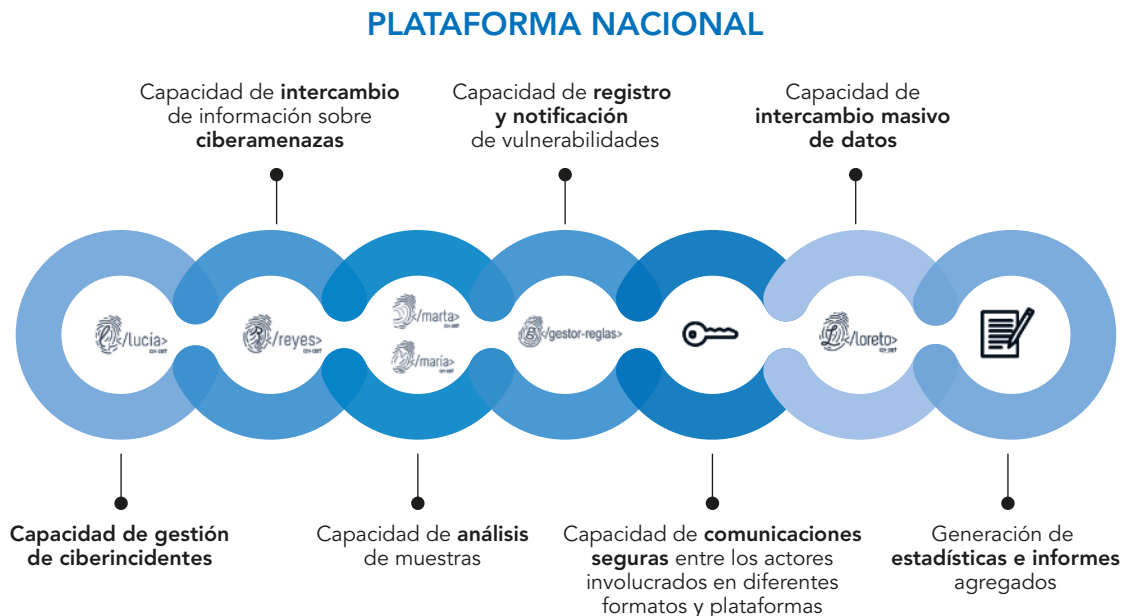 PLATAFORMA NACIONAL
Capacidad de intercambio
de información sobre
ciberamenazas
Capacidad de registro
y notificación
de vulnerabilidades
Capacidad de
intercambio masivo
de datos
</lucia>
</reyes>
</marta>
</maria>
</gestor-reglas>
</loreto>
Capacidad de gestión
de ciberincidentes
Capacidad de análisis
de muestras
Capacidad de comunicaciones
seguras entre los actores
involucrados en diferentes
formatos y plataformas
Generación de
estadísticas e informes
agregados